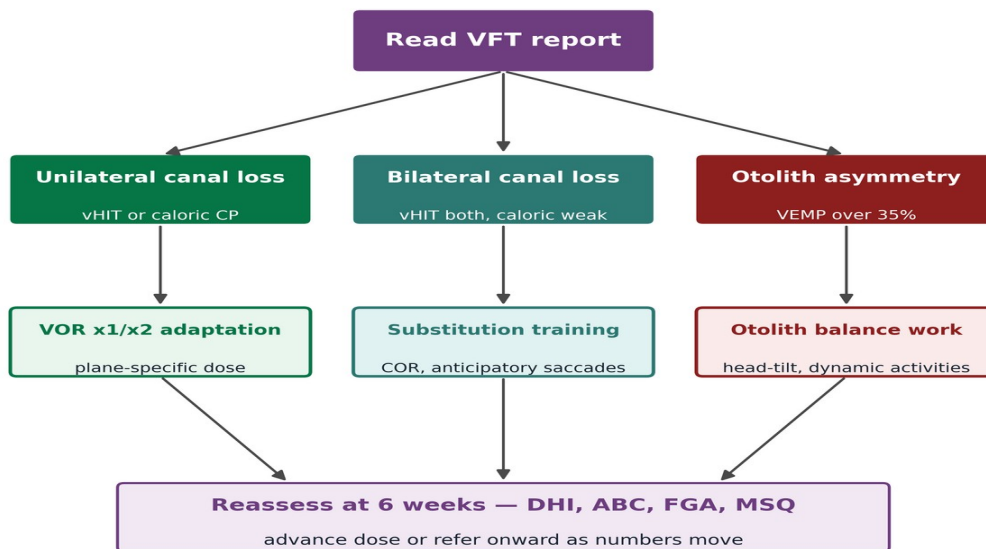 Read VFT report
Unilateral canal loss
vHIT or caloric CP
Bilateral canal loss
vHIT both, caloric weak
Otolith asymmetry
VEMP over 35%
VOR x1/x2 adaptation
plane-specific dose
Substitution training
COR, anticipatory saccades
Otolith balance work
head-tilt, dynamic activities
Reassess at 6 weeks — DHI, ABC, FGA, MSQ
advance dose or refer onward as numbers move